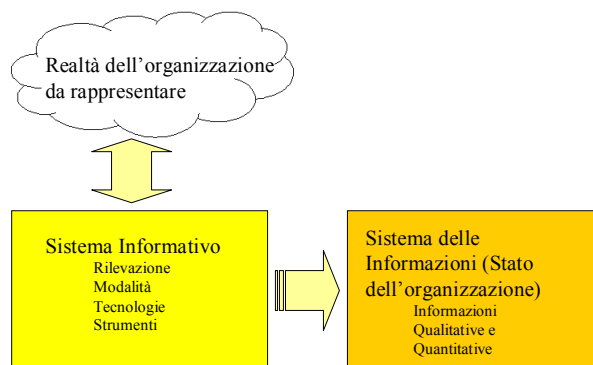 Realtà dell’organizzazione
da rappresentare
Sistema Informativo
Rilevazione
Modalità
Tecnologie
Strumenti
Sistema delle
Informazioni (Stato
dell’organizzazione)
Informazioni
Qualitative e
Quantitative